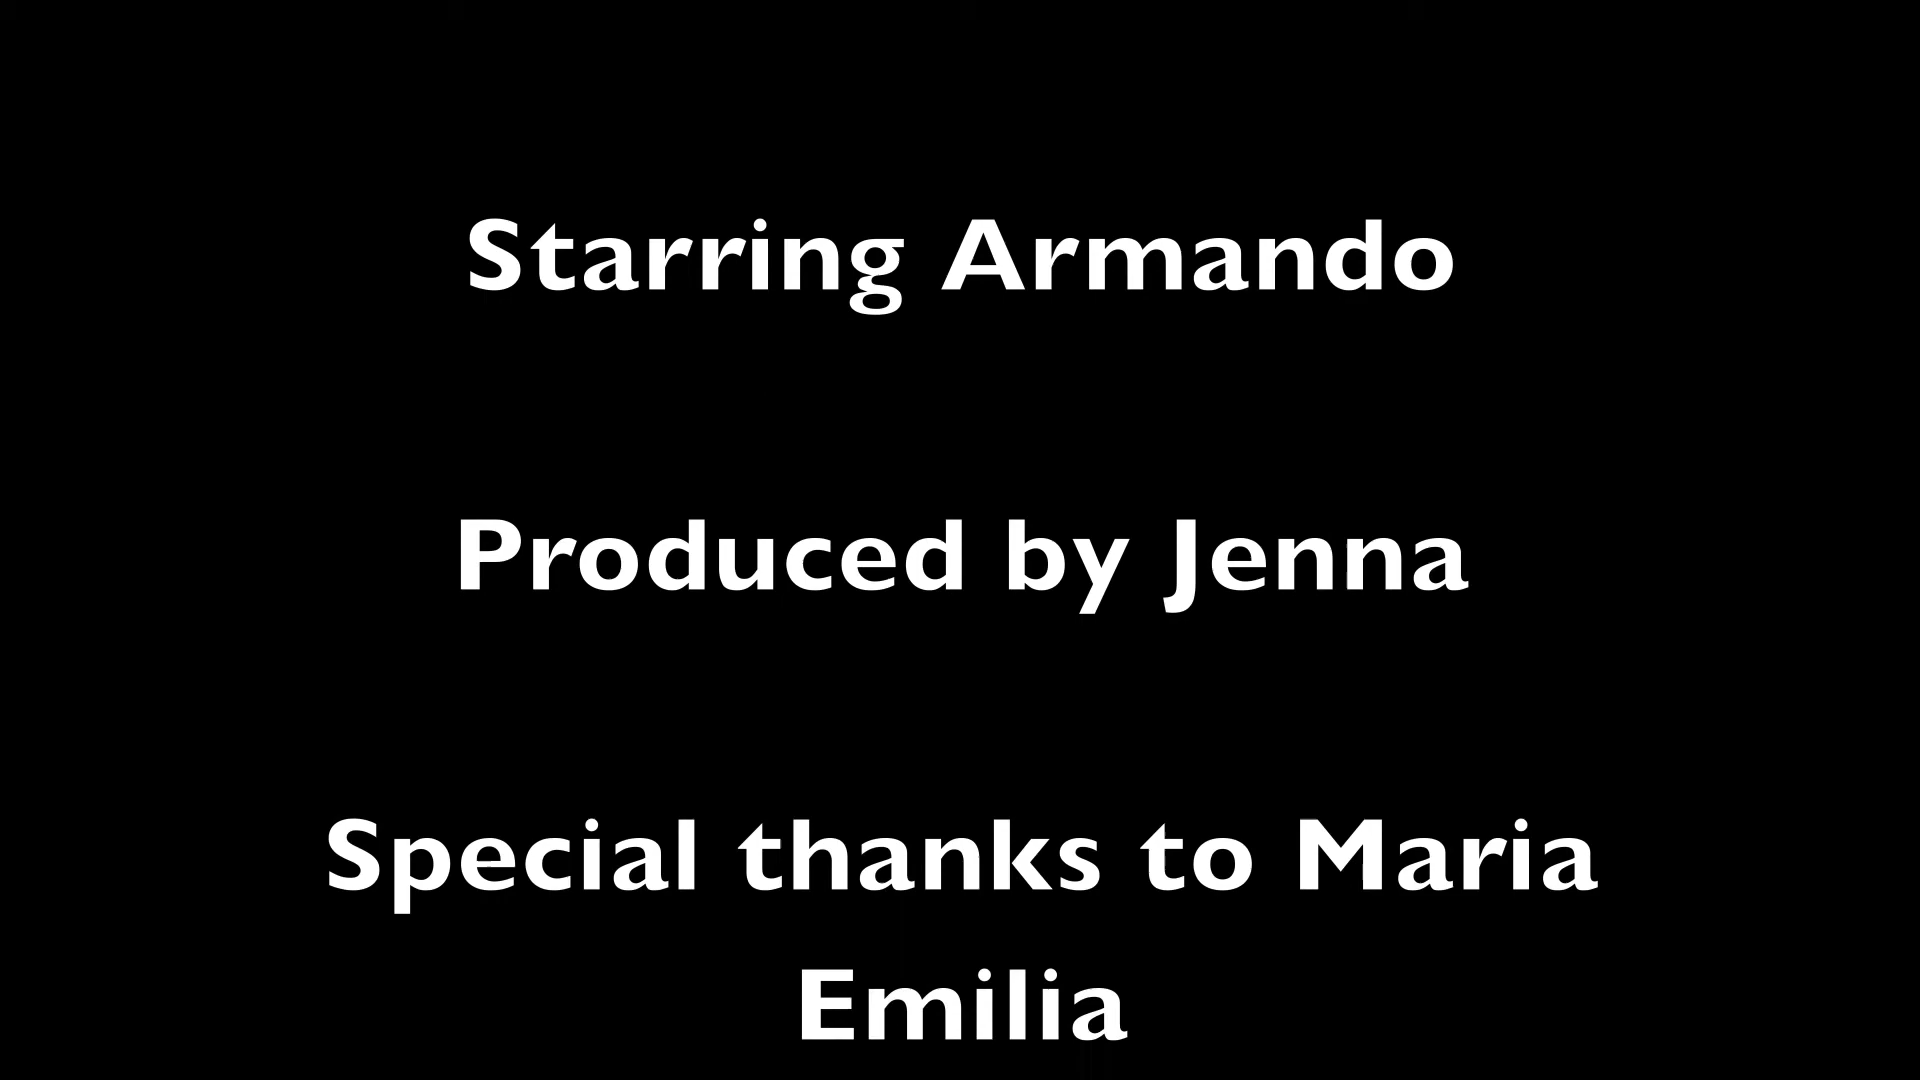 Starring Armando
Produced by Jenna
Special thanks to Maria
Emilia